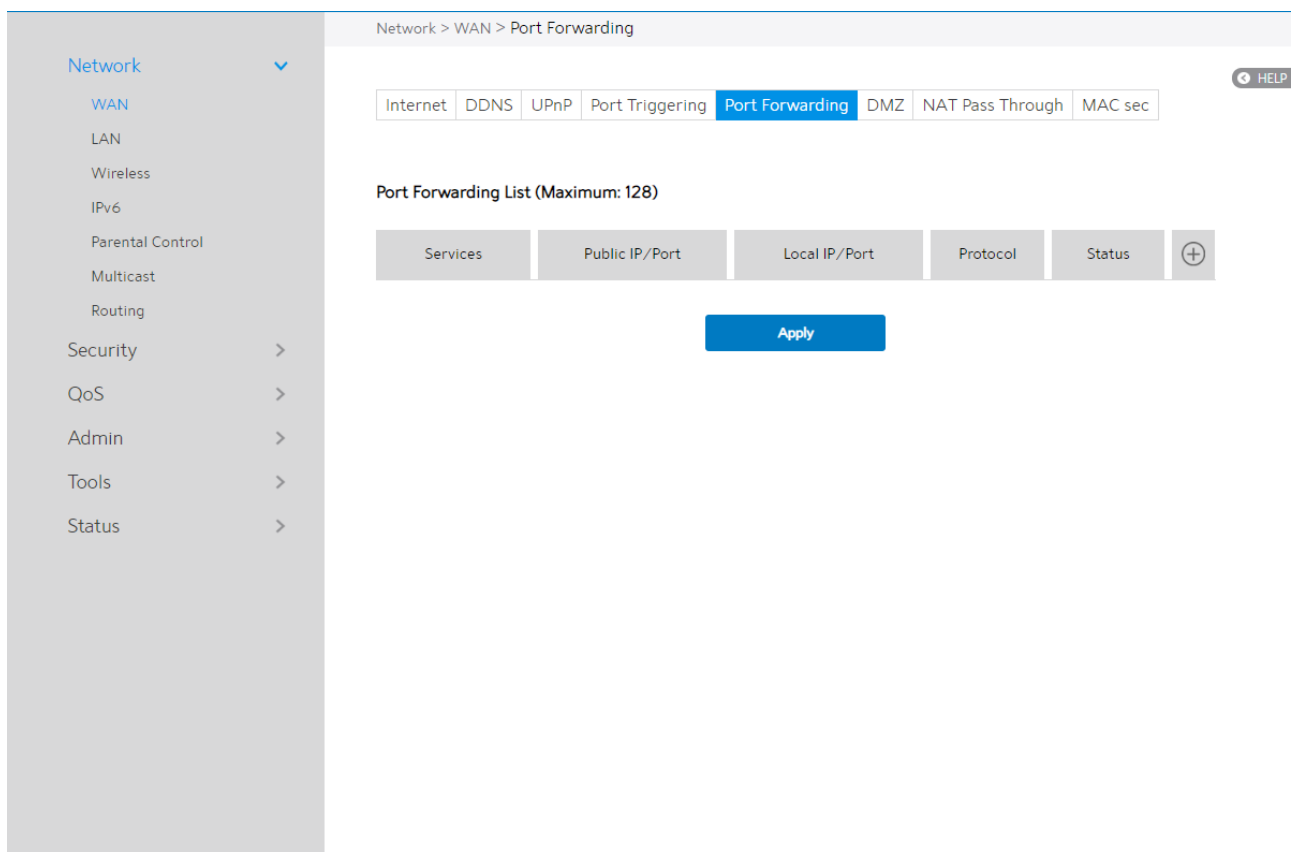 Network > WAN > Port Forwarding
Network
WAN
LAN
Wireless
IPv6
Parental Control
Multicast
Routing
Security
QoS
Admin
Tools
Status
HELP
Internet DDNS UPnP Port Triggering Port Forwarding DMZ NAT Pass Through MAC sec
Port Forwarding List (Maximum: 128)
Services Public IP/Port Local IP/Port Protocol Status
Apply